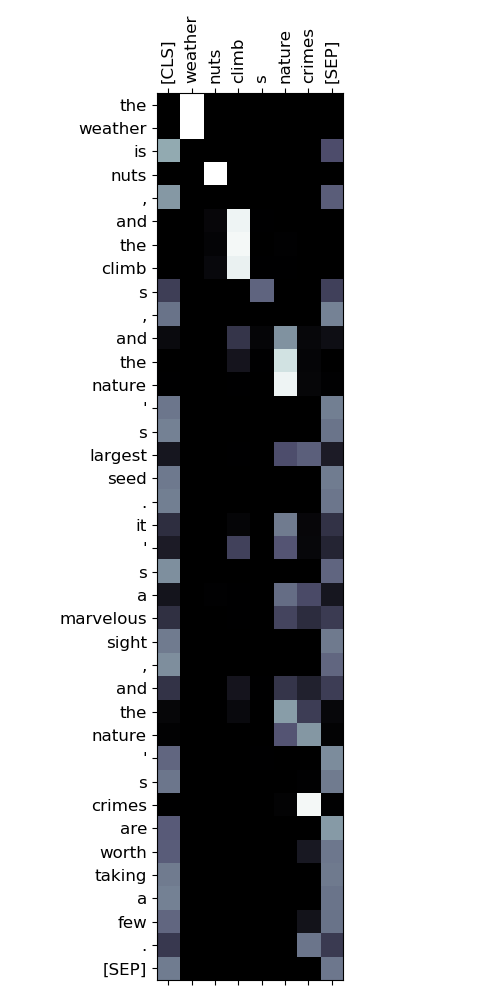 [CLS] weather nuts climb s nature crimes [SEP]
the
weather
is
nuts
,
and
the
climb
s
,
and
the
nature
'
s
largest
seed
.
it
'
s
a
marvelous
sight
,
and
the
nature
'
s
crimes
are
worth
taking
a
few
.
[SEP]